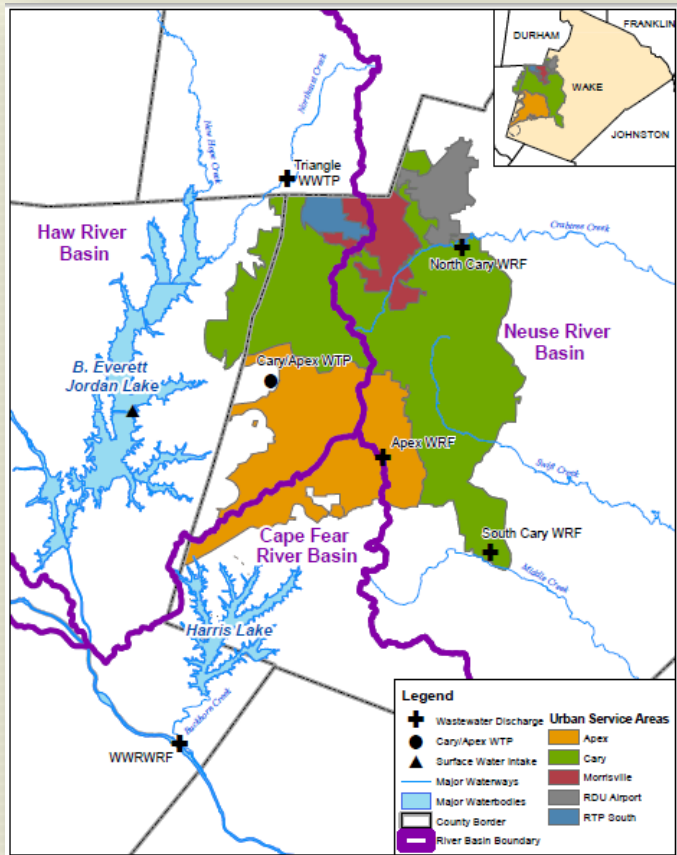 FRANKLIN
DURHAM
WAKE
JOHNSTON
Northeast Creek
New Hope Creek
Triangle
WWTP
Haw River
Basin
Crabtree Creek
North Cary WRF
Neuse River
Basin
Cary/Apex WTP
B. Everett
Jordan Lake
Apex WRF
Swift Creek
South Cary WRF
Cape Fear
River Basin
Middle Creek
Harris Lake
Buckhorn Creek
WWRWRF
Legend
Wastewater Discharge
Cary/Apex WTP
Surface Water Intake
Major Waterways
Major Waterbodies
County Border
River Basin Boundary
Urban Service Areas
Apex
Cary
Morrisville
RDU Airport
RTP South